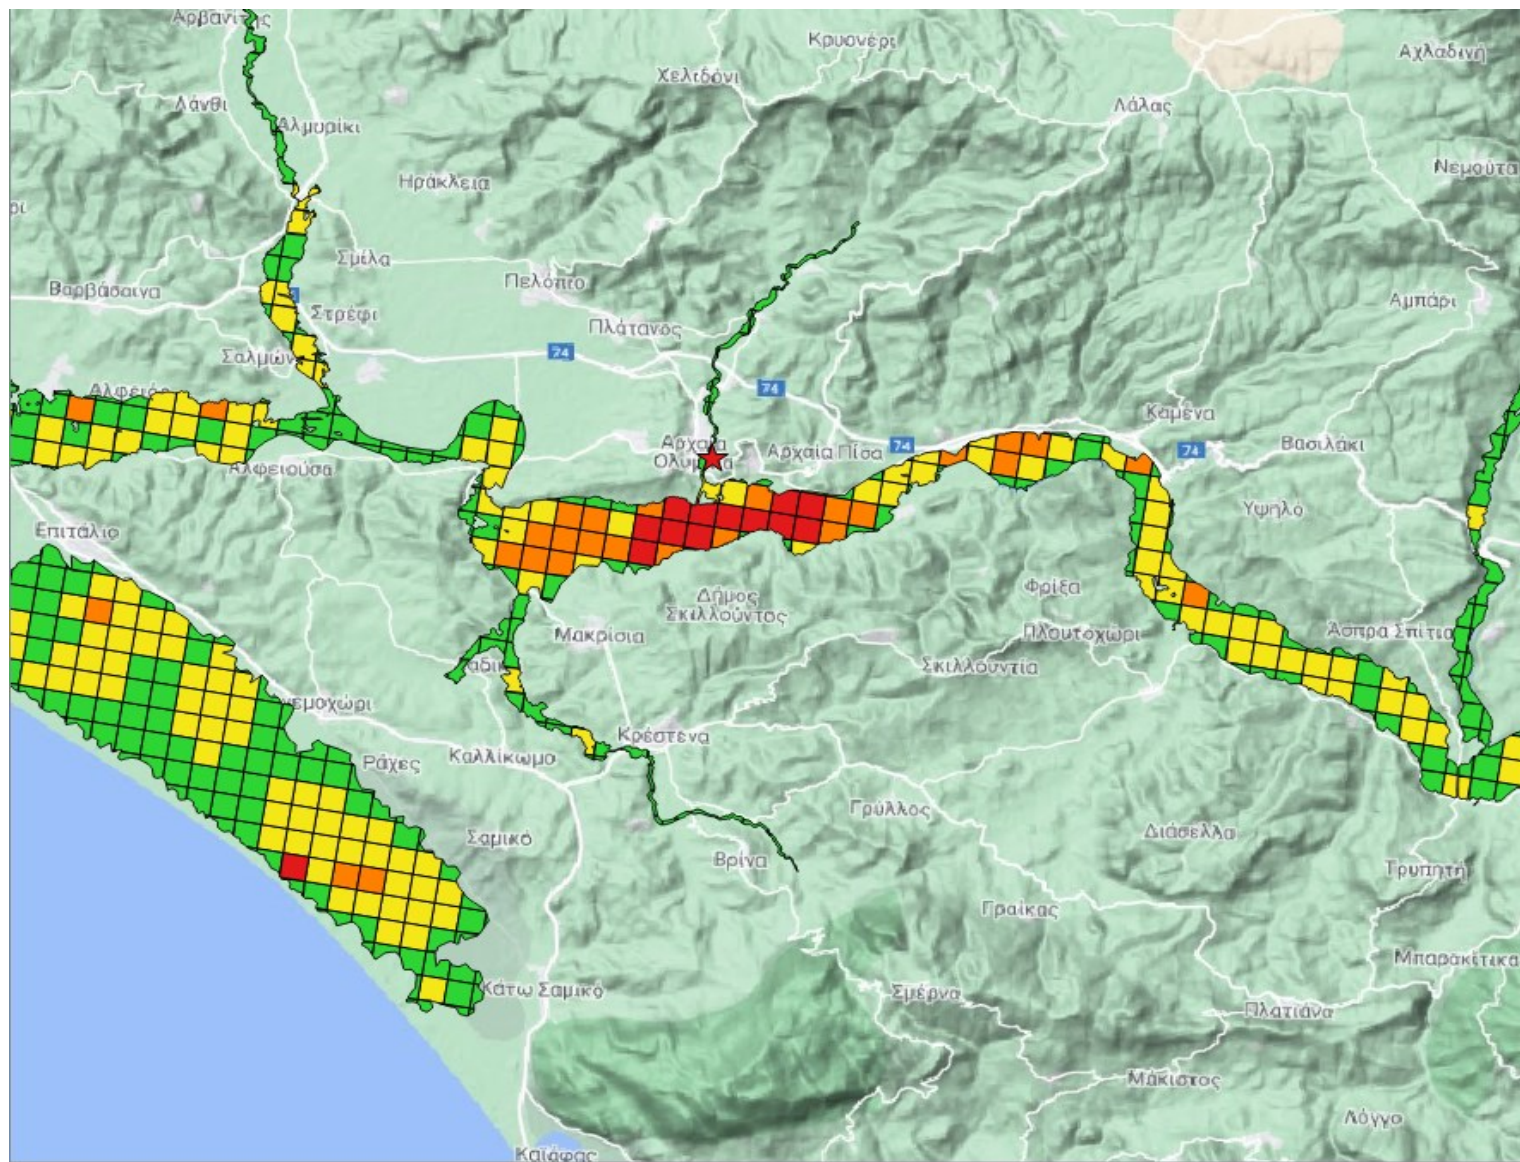 Αρβανίτης
Κρυονέρι
Αχλαδινή
Χελιδόνι
Λάνθι
Λάλας
Αλμυρίκι
Νεμούτα
Ηράκλεια
Σμίλα
Πελόπιο
Βαρβάσαινα
Αμπάρι
Στρέφι
Πλάτανος
74
Σαλμών
Αλφειός
74
Καμένα
Αρχαία
Ολυμπία
Αρχαία Πίσα
74
74
Βασιλάκι
Αλφειούσα
Υψηλό
Επιτάλιο
Φρίξα
Δήμος
Σκιλλούντος
Μακρίσια
Πλουτοχώρι
Άσπρα Σπίτια
Σκιλλουντία
νεμοχώρι
Κρέστενα
Ράχες
Καλλίκωμο
Γρύλλος
Σαμικό
Διάσελλα
Βρίνα
Τρυπητή
Γραίκας
Μπαρακίτικα
Κάτω Σαμικό
Σμέρνα
Πλατιάνα
Μάκιστος
Λόγγο
Καϊάφας